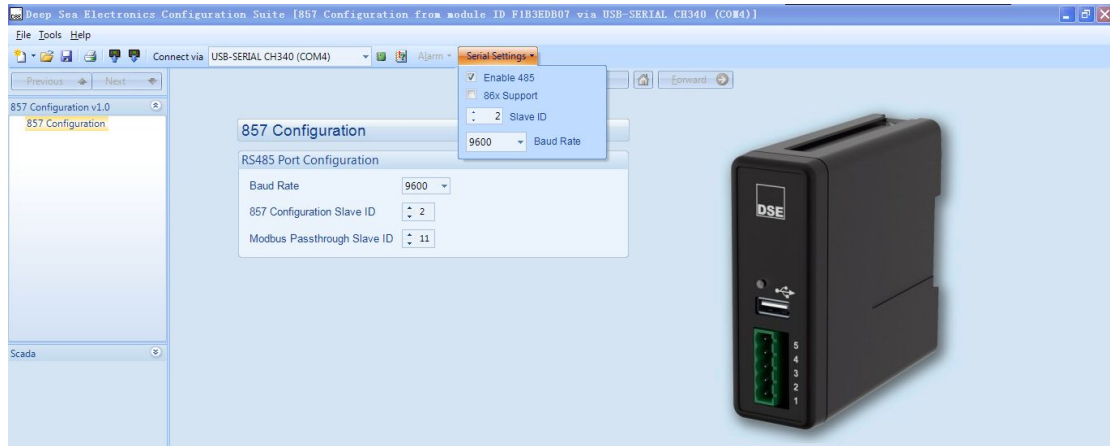 Deep Sea Electronics Configuration Suite [857 Configuration from module ID F1B3EDB07 via USB-SERIAL CH340 (COM4)]
File Tools Help
Connect via USB-SERIAL CH340 (COM4) Alarm Serial Settings
Previous Next Forward
Enable 485
86x Support
2 Slave ID
9600 Baud Rate
857 Configuration v1.0
857 Configuration
857 Configuration
RS485 Port Configuration
Baud Rate 9600
857 Configuration Slave ID 2
Modbus Passthrough Slave ID 11
Scada
DSE
5
4
3
2
1